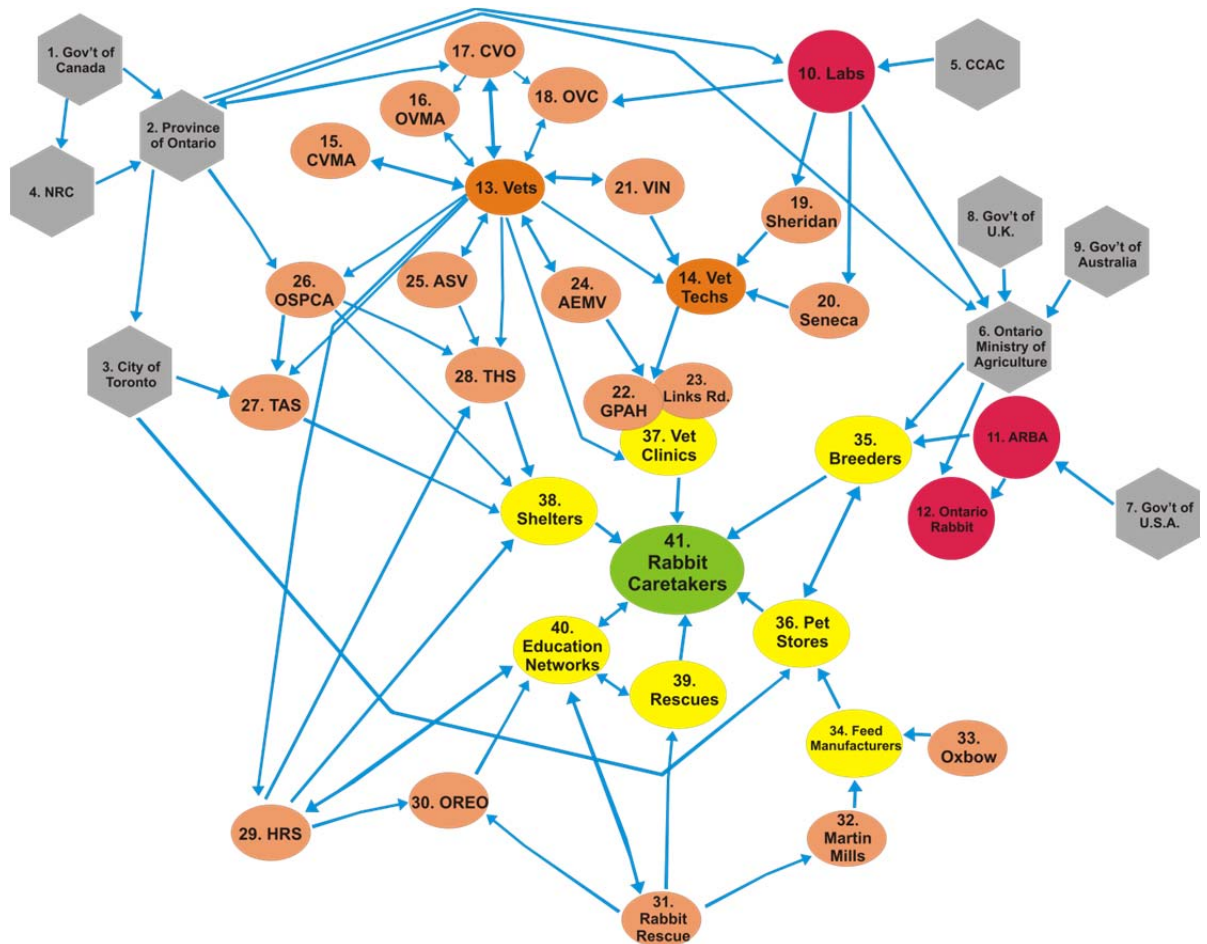 1. Gov't of
Canada
2. Province
of Ontario
4. NRC
3. City of
Toronto
17. CVO
16.
OVMA
18. OVC
15.
CVMA
13. Vets
21. VIN
10. Labs
5. CCAC
19.
Sheridan
8. Gov't of
U.K.
9. Gov't of
Australia
26.
OSPCA
25. ASV
24.
AEMV
14. Vet
Techs
20.
Seneca
6. Ontario
Ministry of
Agriculture
27. TAS
28. THS
22.
GPAH
23.
Links Rd.
37. Vet
Clinics
35.
Breeders
11. ARBA
12. Ontario
Rabbit
7. Gov't of
U.S.A.
38.
Shelters
41.
Rabbit
Caretakers
40.
Education
Networks
39.
Rescues
36. Pet
Stores
34. Feed
Manufacturers
33.
Oxbow
29. HRS
30. OREO
32.
Martin
Mills
31.
Rabbit
Rescue